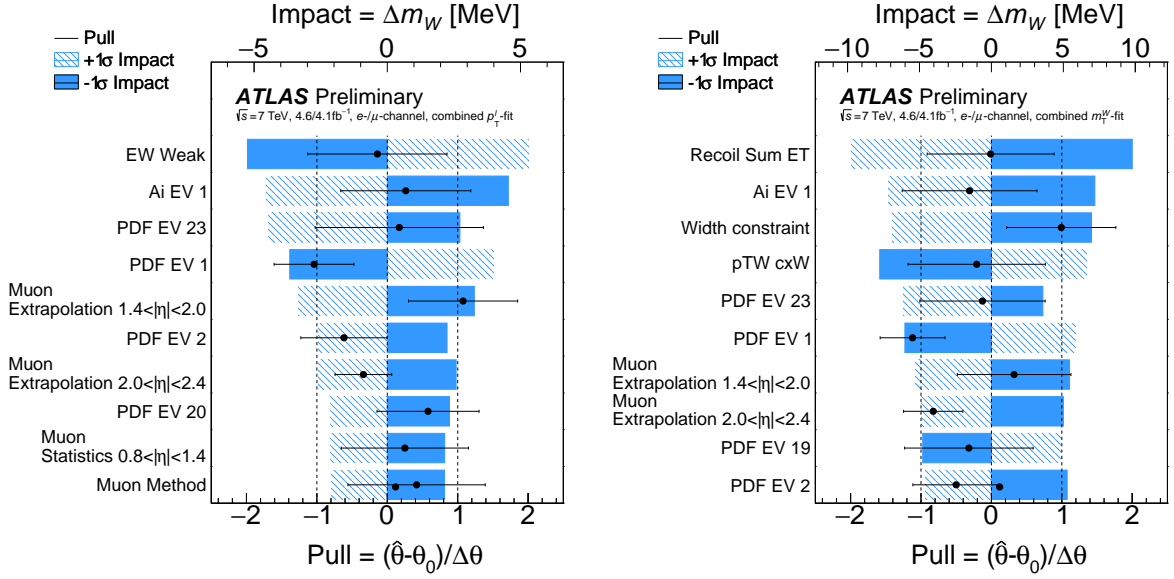 Impact = Δm_W [MeV]
−5 0 5
Pull
+1σ Impact
-1σ Impact
ATLAS Preliminary
√s = 7 TeV, 4.6/4.1fb⁻¹, e-/μ-channel, combined p_T^l-fit
EW Weak
Ai EV 1
PDF EV 23
PDF EV 1
Muon
Extrapolation 1.4<|η|<2.0
PDF EV 2
Muon
Extrapolation 2.0<|η|<2.4
PDF EV 20
Muon
Statistics 0.8<|η|<1.4
Muon Method
−2 −1 0 1 2
Pull = (θ̂-θ₀)/Δθ
Impact = Δm_W [MeV]
−10 −5 0 5 10
Pull
+1σ Impact
-1σ Impact
ATLAS Preliminary
√s = 7 TeV, 4.6/4.1fb⁻¹, e-/μ-channel, combined m_T^W-fit
Recoil Sum ET
Ai EV 1
Width constraint
pTW cxW
PDF EV 23
PDF EV 1
Muon
Extrapolation 1.4<|η|<2.0
Muon
Extrapolation 2.0<|η|<2.4
PDF EV 19
PDF EV 2
−2 −1 0 1 2
Pull = (θ̂-θ₀)/Δθ